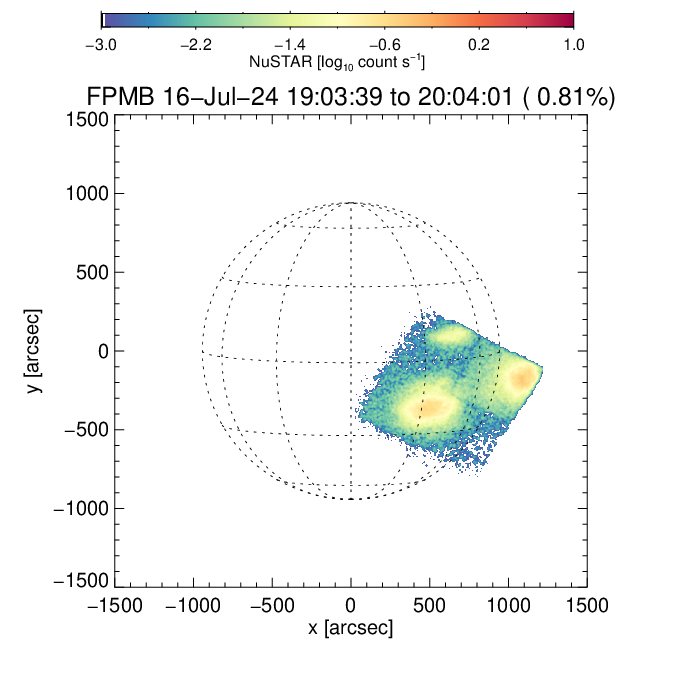 −3.0 −2.2 −1.4 −0.6 0.2 1.0
NuSTAR [log₁₀ count s⁻¹]
FPMB 16−Jul−24 19:03:39 to 20:04:01 ( 0.81%)
1500
1000
500
0
−500
−1000
−1500
y [arcsec]
−1500 −1000 −500 0 500 1000 1500
x [arcsec]